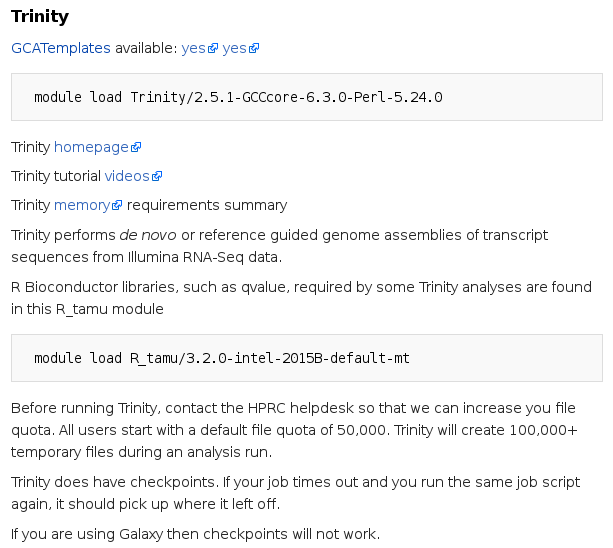 Trinity
GCATemplates available: yes yes
module load Trinity/2.5.1-GCCcore-6.3.0-Perl-5.24.0
Trinity homepage
Trinity tutorial videos
Trinity memory requirements summary
Trinity performs de novo or reference guided genome assemblies of transcript
sequences from Illumina RNA-Seq data.
R Bioconductor libraries, such as qvalue, required by some Trinity analyses are found
in this R_tamu module
module load R_tamu/3.2.0-intel-2015B-default-mt
Before running Trinity, contact the HPRC helpdesk so that we can increase you file
quota. All users start with a default file quota of 50,000. Trinity will create 100,000+
temporary files during an analysis run.
Trinity does have checkpoints. If your job times out and you run the same job script
again, it should pick up where it left off.
If you are using Galaxy then checkpoints will not work.